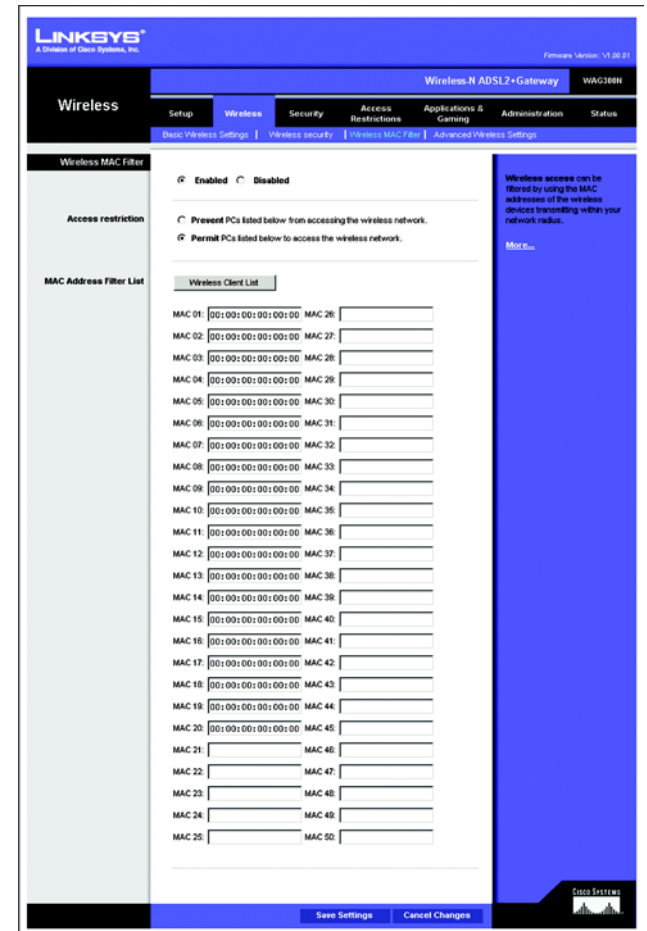 LINKSYS®
A Division of Cisco Systems, Inc.
Firmware Version: V1.00.01
Wireless-N ADSL2+Gateway WAG300N
Wireless
Setup Wireless Security Access Restrictions Applications & Gaming Administration Status
Basic Wireless Settings | Wireless security | Wireless MAC Filter | Advanced Wireless Settings
Wireless MAC Filter
Enabled Disabled
Access restriction
Prevent PCs listed below from accessing the wireless network.
Permit PCs listed below to access the wireless network.
Wireless access can be
filtered by using the MAC
addresses of the wireless
devices transmitting within your
network radius.
More...
MAC Address Filter List
Wireless Client List
MAC 01: 00:00:00:00:00:00 MAC 26:
MAC 02: 00:00:00:00:00:00 MAC 27:
MAC 03: 00:00:00:00:00:00 MAC 28:
MAC 04: 00:00:00:00:00:00 MAC 29:
MAC 05: 00:00:00:00:00:00 MAC 30:
MAC 06: 00:00:00:00:00:00 MAC 31:
MAC 07: 00:00:00:00:00:00 MAC 32:
MAC 08: 00:00:00:00:00:00 MAC 33:
MAC 09: 00:00:00:00:00:00 MAC 34:
MAC 10: 00:00:00:00:00:00 MAC 35:
MAC 11: 00:00:00:00:00:00 MAC 36:
MAC 12: 00:00:00:00:00:00 MAC 37:
MAC 13: 00:00:00:00:00:00 MAC 38:
MAC 14: 00:00:00:00:00:00 MAC 39:
MAC 15: 00:00:00:00:00:00 MAC 40:
MAC 16: 00:00:00:00:00:00 MAC 41:
MAC 17: 00:00:00:00:00:00 MAC 42:
MAC 18: 00:00:00:00:00:00 MAC 43:
MAC 19: 00:00:00:00:00:00 MAC 44:
MAC 20: 00:00:00:00:00:00 MAC 45:
MAC 21: MAC 46:
MAC 22: MAC 47:
MAC 23: MAC 48:
MAC 24: MAC 49:
MAC 25: MAC 50:
Save Settings Cancel Changes
CISCO SYSTEMS